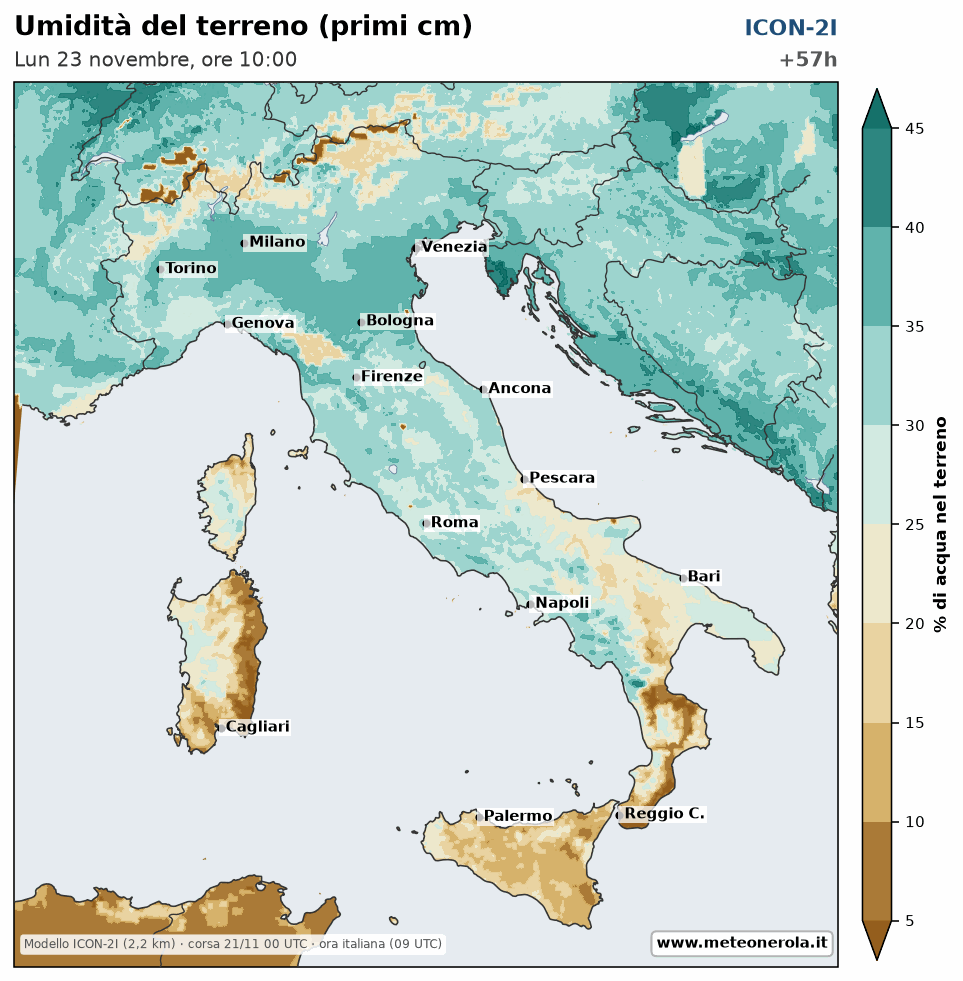 Umidità del terreno (primi cm)
ICON-2I
Lun 23 novembre, ore 10:00
+57h
45
40
35
30
25
20
15
10
5
% di acqua nel terreno
Milano
Venezia
Torino
Genova
Bologna
Firenze
Ancona
Pescara
Roma
Bari
Napoli
Cagliari
Palermo
Reggio C.
Modello ICON-2I (2,2 km) · corsa 21/11 00 UTC · ora italiana (09 UTC)
www.meteonerola.it